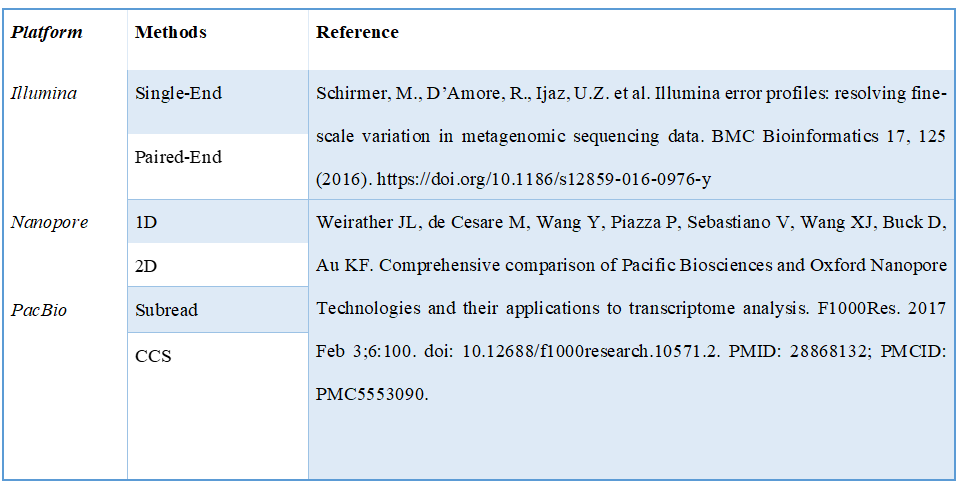 Platform Methods Reference
Illumina Single-End Schirmer, M., D’Amore, R., Ijaz, U.Z. et al. Illumina error profiles: resolving fine-
scale variation in metagenomic sequencing data. BMC Bioinformatics 17, 125
Paired-End
(2016). https://doi.org/10.1186/s12859-016-0976-y
Nanopore 1D Weirather JL, de Cesare M, Wang Y, Piazza P, Sebastiano V, Wang XJ, Buck D,
2D Au KF. Comprehensive comparison of Pacific Biosciences and Oxford Nanopore
PacBio Subread Technologies and their applications to transcriptome analysis. F1000Res. 2017
CCS Feb 3;6:100. doi: 10.12688/f1000research.10571.2. PMID: 28868132; PMCID:
PMC5553090.